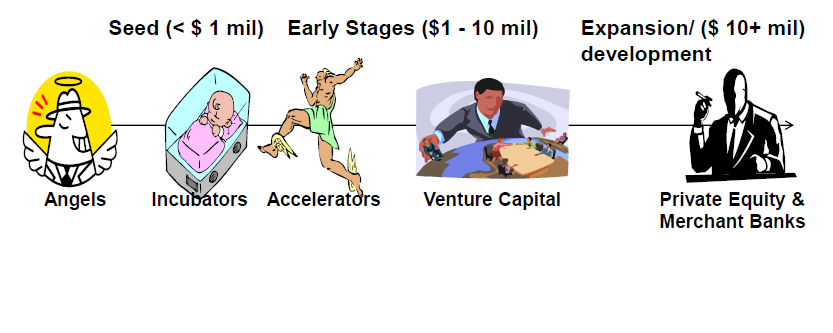 Seed (< $ 1 mil)
Early Stages ($1 - 10 mil)
Expansion/ ($ 10+ mil)
development
Angels
Incubators
Accelerators
Venture Capital
Private Equity &
Merchant Banks